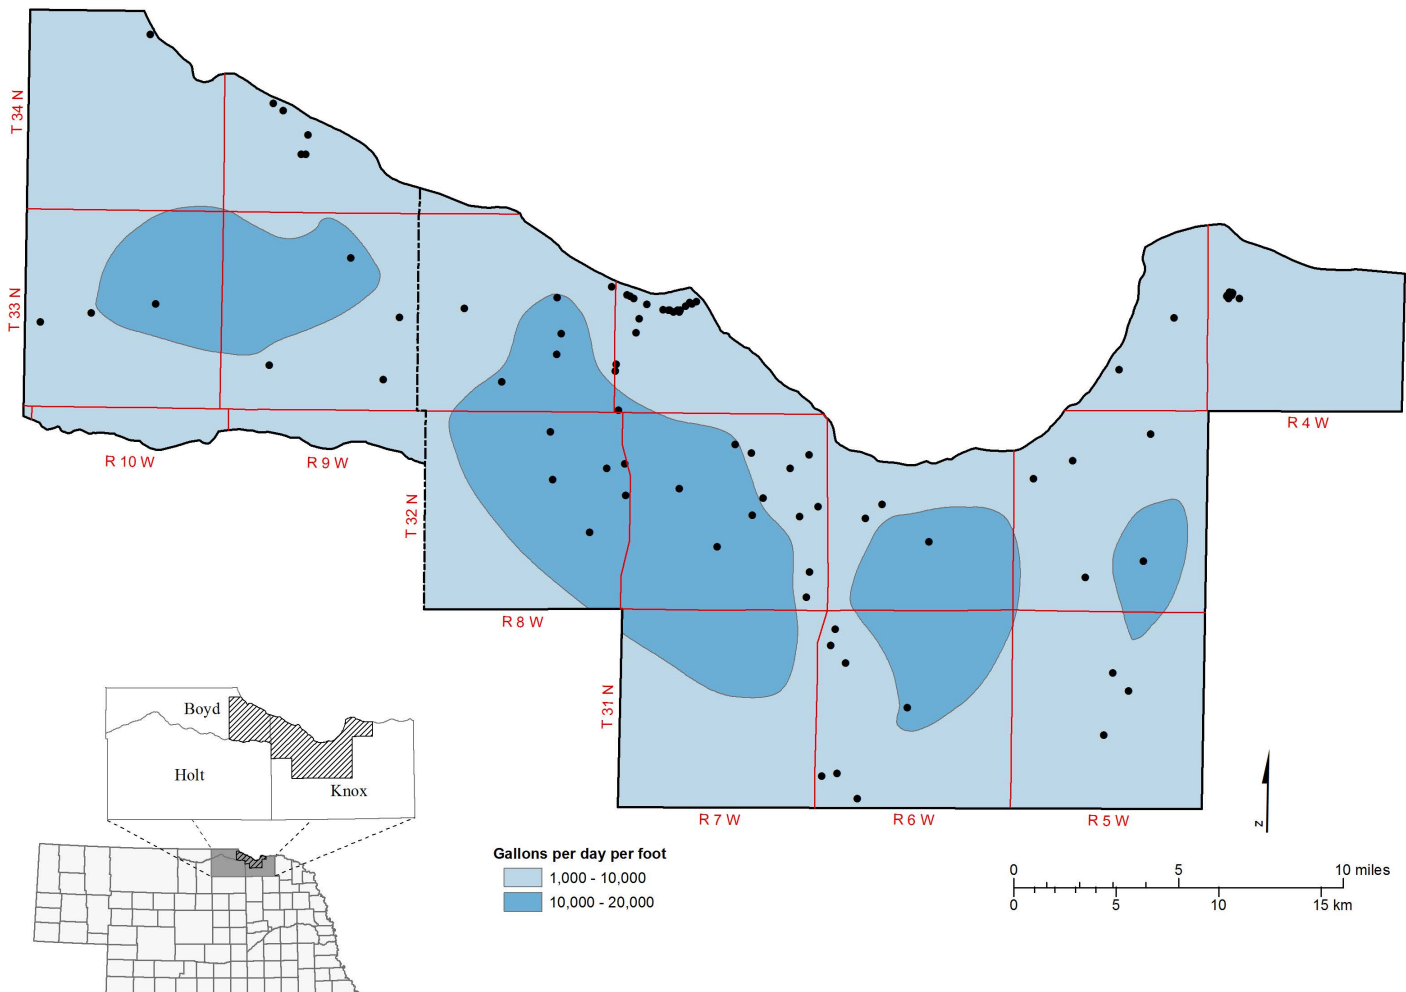 T 34 N
T 33 N
R 10 W
R 9 W
R 4 W
T 32 N
R 8 W
T 31 N
R 7 W
R 6 W
R 5 W
Boyd
Holt
Knox
N
Gallons per day per foot
1,000 - 10,000
10,000 - 20,000
0 5 10 miles
0 5 10 15 km